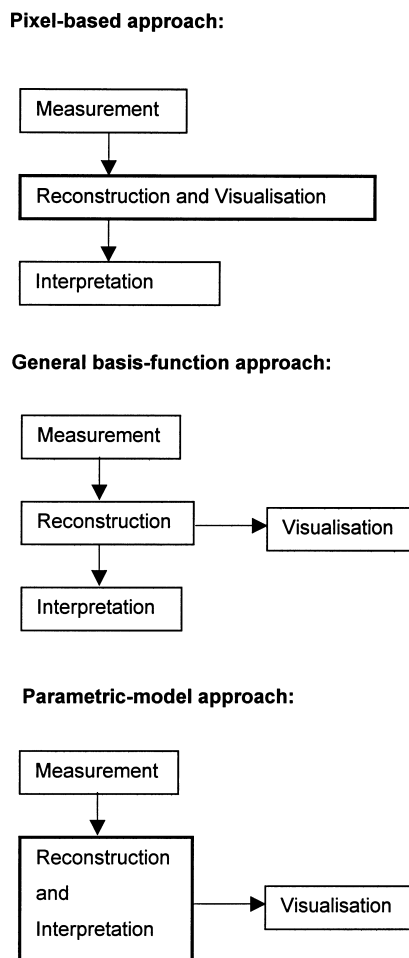 Pixel-based approach:
Measurement
Reconstruction and Visualisation
Interpretation
General basis-function approach:
Measurement
Reconstruction
Visualisation
Interpretation
Parametric-model approach:
Measurement
Reconstruction
and
Interpretation
Visualisation